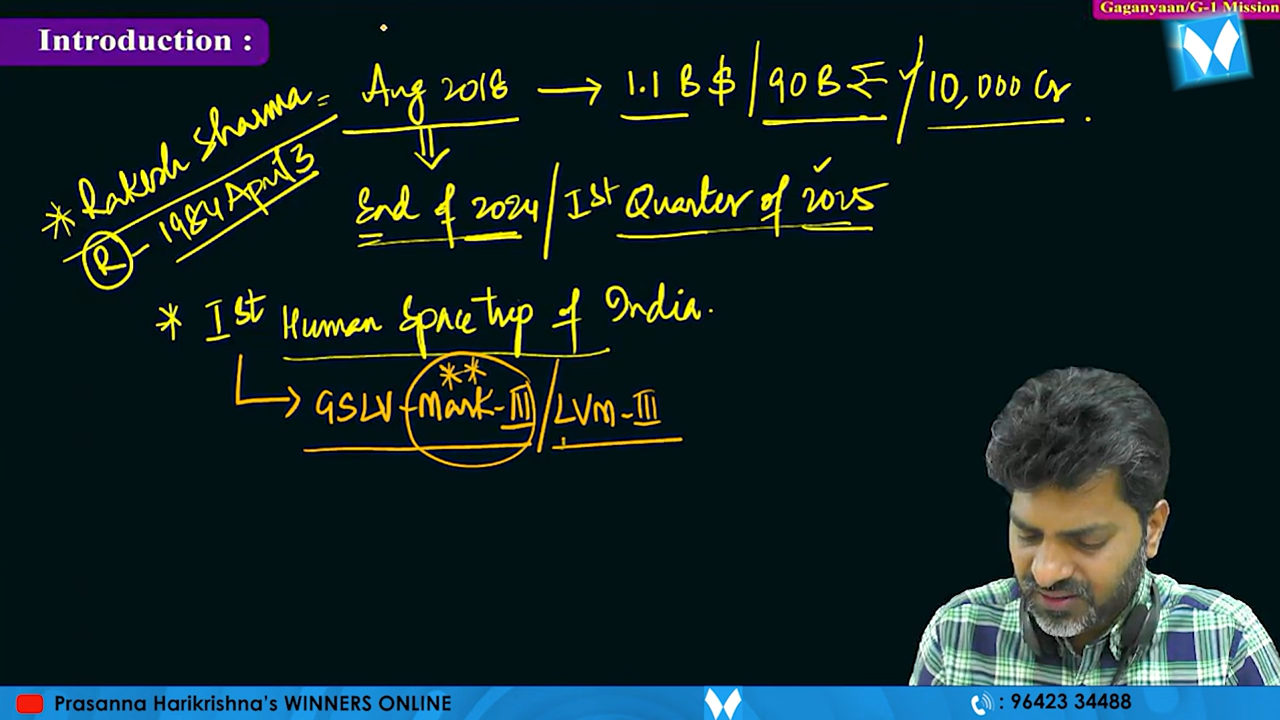 Gaganyaan/G-1 Mission
Introduction :
Aug 2018 → 1.1 B $ / 90 B ₹ / 10,000 Cr.
* Rakesh Sharma =
R - 1984 April 3
End of 2024 / Ist Quarter of 2025
* Ist Human Space trip of India.
→ GSLV - Mark - III / LVM - III
**
Prasanna Harikrishna's WINNERS ONLINE
: 96423 34488